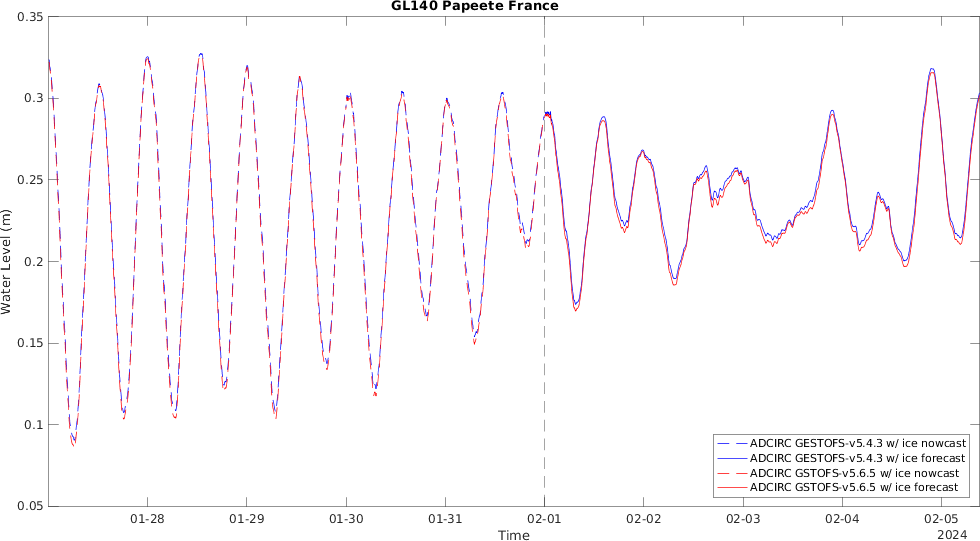 GL140 Papeete France
0.35
0.3
0.25
0.2
0.15
0.1
0.05
Water Level (m)
ADCIRC GESTOFS-v5.4.3 w/ ice nowcast
ADCIRC GESTOFS-v5.4.3 w/ ice forecast
ADCIRC GSTOFS-v5.6.5 w/ ice nowcast
ADCIRC GSTOFS-v5.6.5 w/ ice forecast
01-28 01-29 01-30 01-31 02-01 02-02 02-03 02-04 02-05
Time
2024